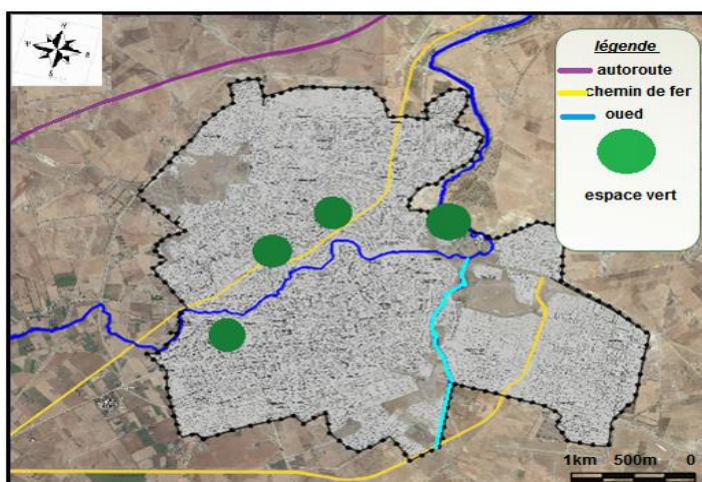 légende
autoroute
chemin de fer
oued
espace vert
1km 500m 0